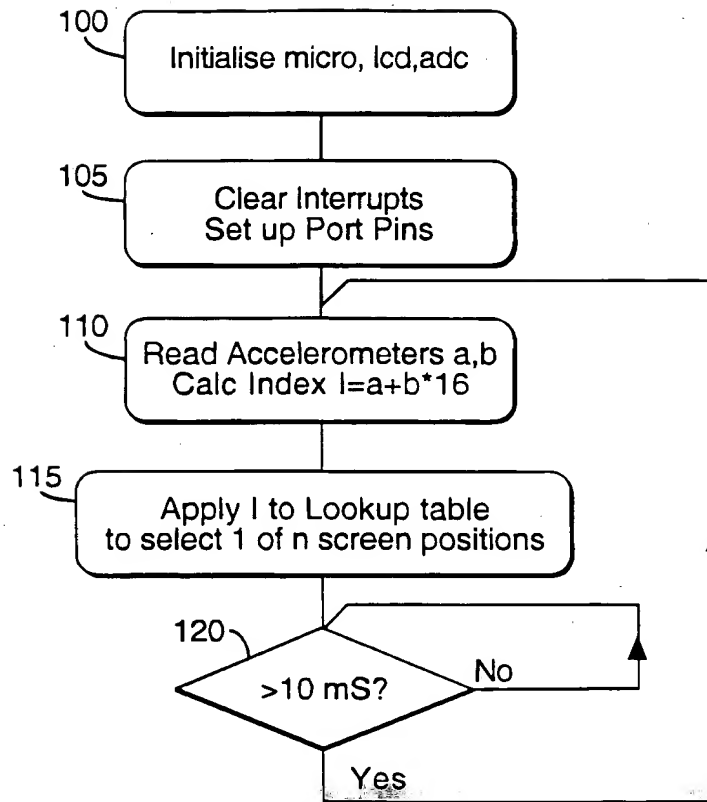 100
Initialise micro, lcd,adc
105
Clear Interrupts
Set up Port Pins
110
Read Accelerometers a,b
Calc Index I=a+b*16
115
Apply I to Lookup table
to select 1 of n screen positions
120
>10 mS?
No
Yes